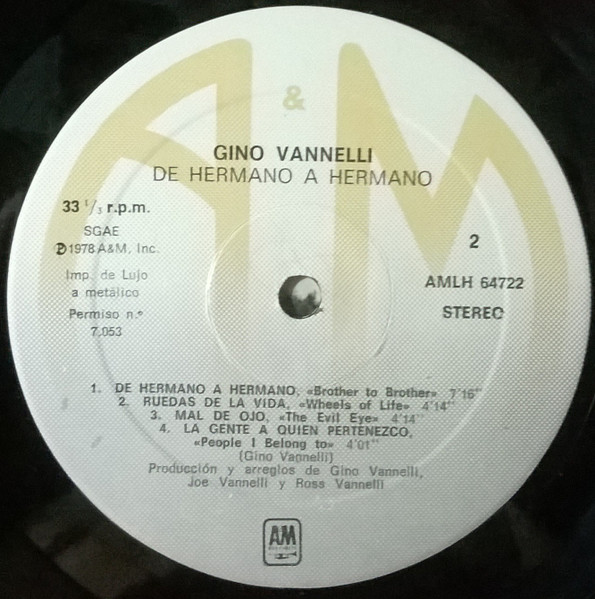 A & M
GINO VANNELLI
DE HERMANO A HERMANO
33 ⅓ r.p.m.
SGAE
℗ 1978 A&M, Inc.
Imp. de Lujo
a metálico
Permiso n.º
7.053
2
AMLH 64722
STEREO
1. DE HERMANO A HERMANO, «Brother to Brother» 7'16''
2. RUEDAS DE LA VIDA, «Wheels of Life» 4'14''
3. MAL DE OJO, «The Evil Eye» 4'14''
4. LA GENTE A QUIEN PERTENEZCO,
«People I Belong to» 4'01''
(Gino Vannelli)
Producción y arreglos de Gino Vannelli,
Joe Vannelli y Ross Vannelli
AM